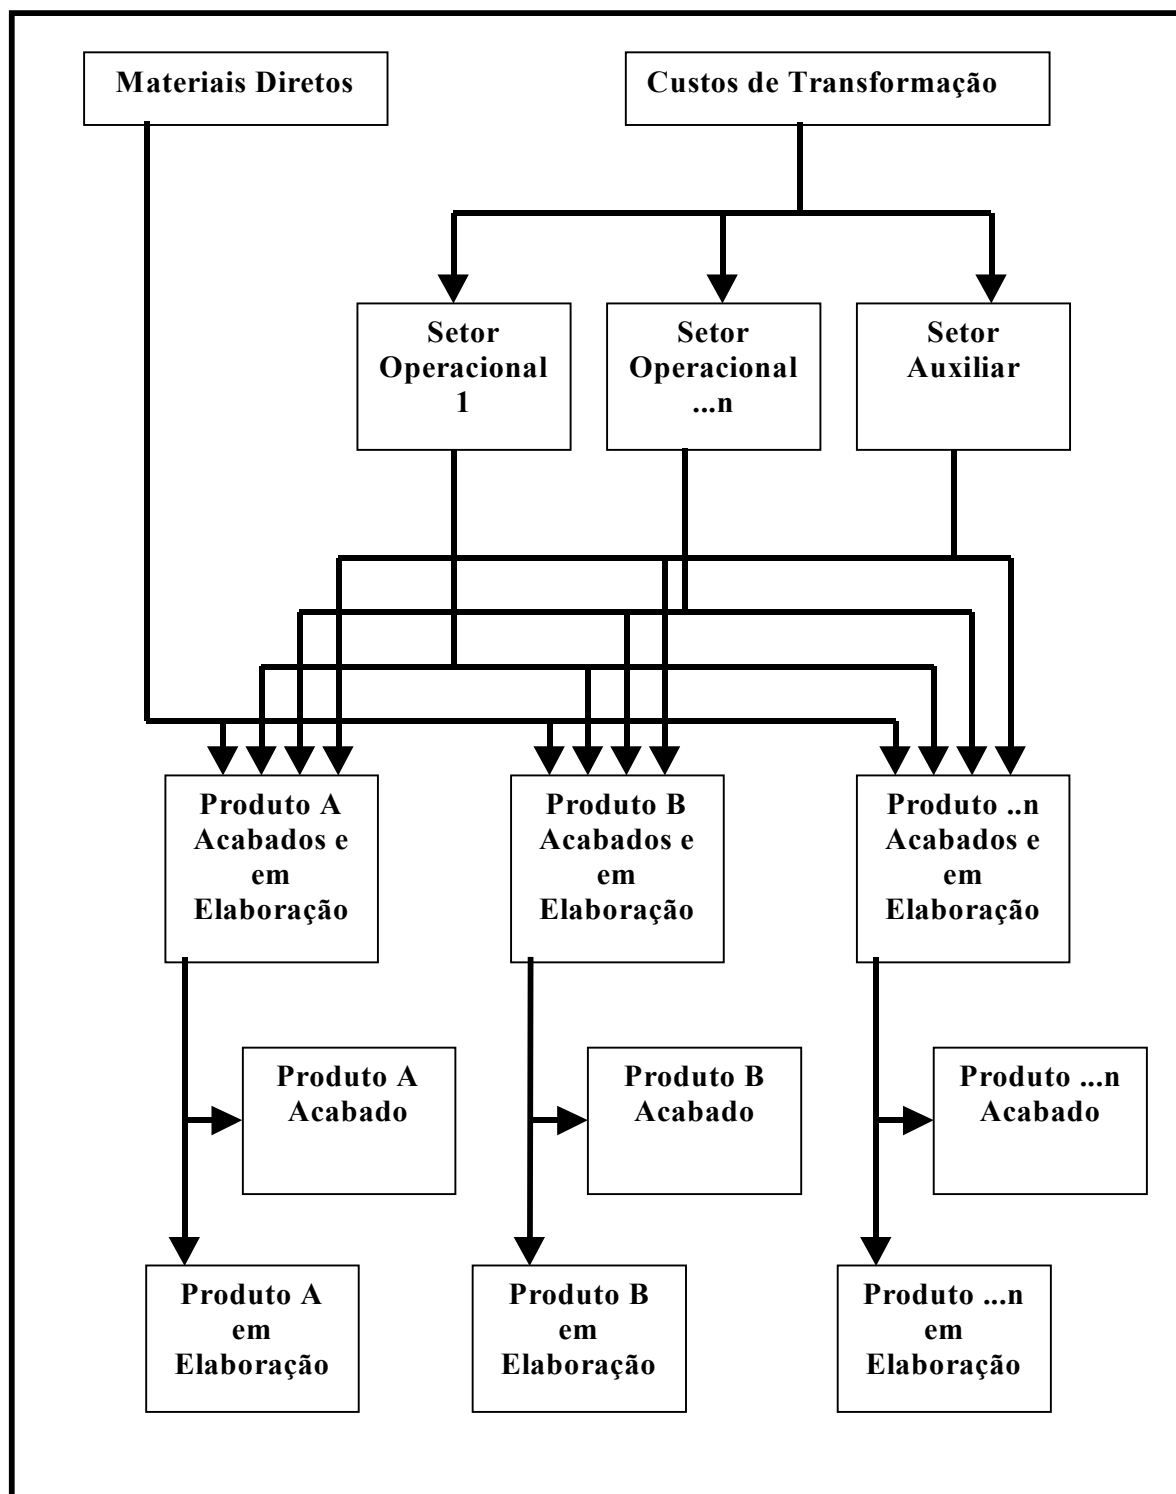 Materiais Diretos
Custos de Transformação
Setor
Operacional
1
Setor
Operacional
...n
Setor
Auxiliar
Produto A
Acabados e
em
Elaboração
Produto B
Acabados e
em
Elaboração
Produto ..n
Acabados e
em
Elaboração
Produto A
Acabado
Produto B
Acabado
Produto ...n
Acabado
Produto A
em
Elaboração
Produto B
em
Elaboração
Produto ...n
em
Elaboração